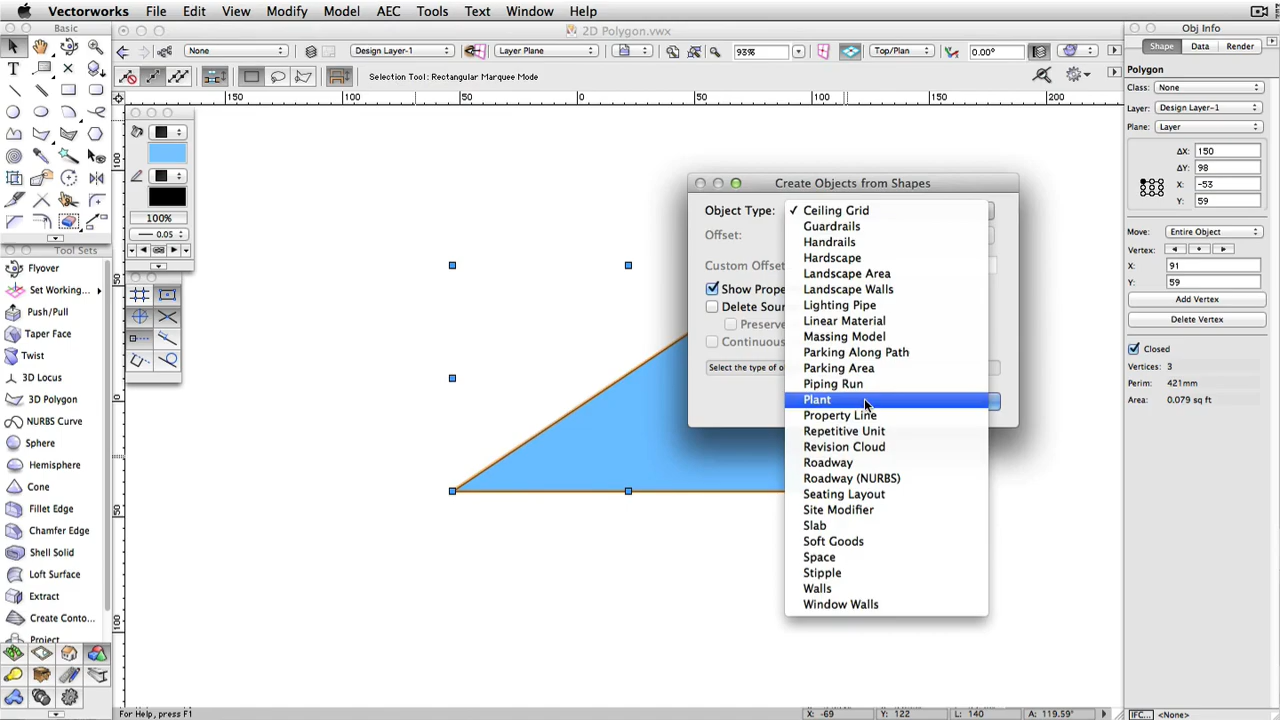 Vectorworks File Edit View Modify Model AEC Tools Text Window Help
Basic
2D Polygon.vwx
None Design Layer-1 Layer Plane 93% Top/Plan 0.00°
Selection Tool: Rectangular Marquee Mode
150 100 50 0 50 100 150 200
100
50
0
50
100
100%
0.05
Tool Sets
Flyover
Set Working...
Push/Pull
Taper Face
Twist
3D Locus
3D Polygon
NURBS Curve
Sphere
Hemisphere
Cone
Fillet Edge
Chamfer Edge
Shell Solid
Loft Surface
Extract
Create Conto...
Project
Create Objects from Shapes
Object Type:
Offset:
Custom Offse
Show Prope
Delete Sour
Preserve
Continuous
Select the type of o
✓ Ceiling Grid
Guardrails
Handrails
Hardscape
Landscape Area
Landscape Walls
Lighting Pipe
Linear Material
Massing Model
Parking Along Path
Parking Area
Piping Run
Plant
Property Line
Repetitive Unit
Revision Cloud
Roadway
Roadway (NURBS)
Seating Layout
Site Modifier
Slab
Soft Goods
Space
Stipple
Walls
Window Walls
Obj Info
Shape Data Render
Polygon
Class: None
Layer: Design Layer-1
Plane: Layer
ΔX: 150
ΔY: 98
X: -53
Y: 59
Move: Entire Object
Vertex:
X: 91
Y: 59
Add Vertex
Delete Vertex
Closed
Vertices: 3
Perim: 421mm
Area: 0.079 sq ft
IFC... <None>
For Help, press F1
X: -69 Y: 122 L: 140 A: 119.59°